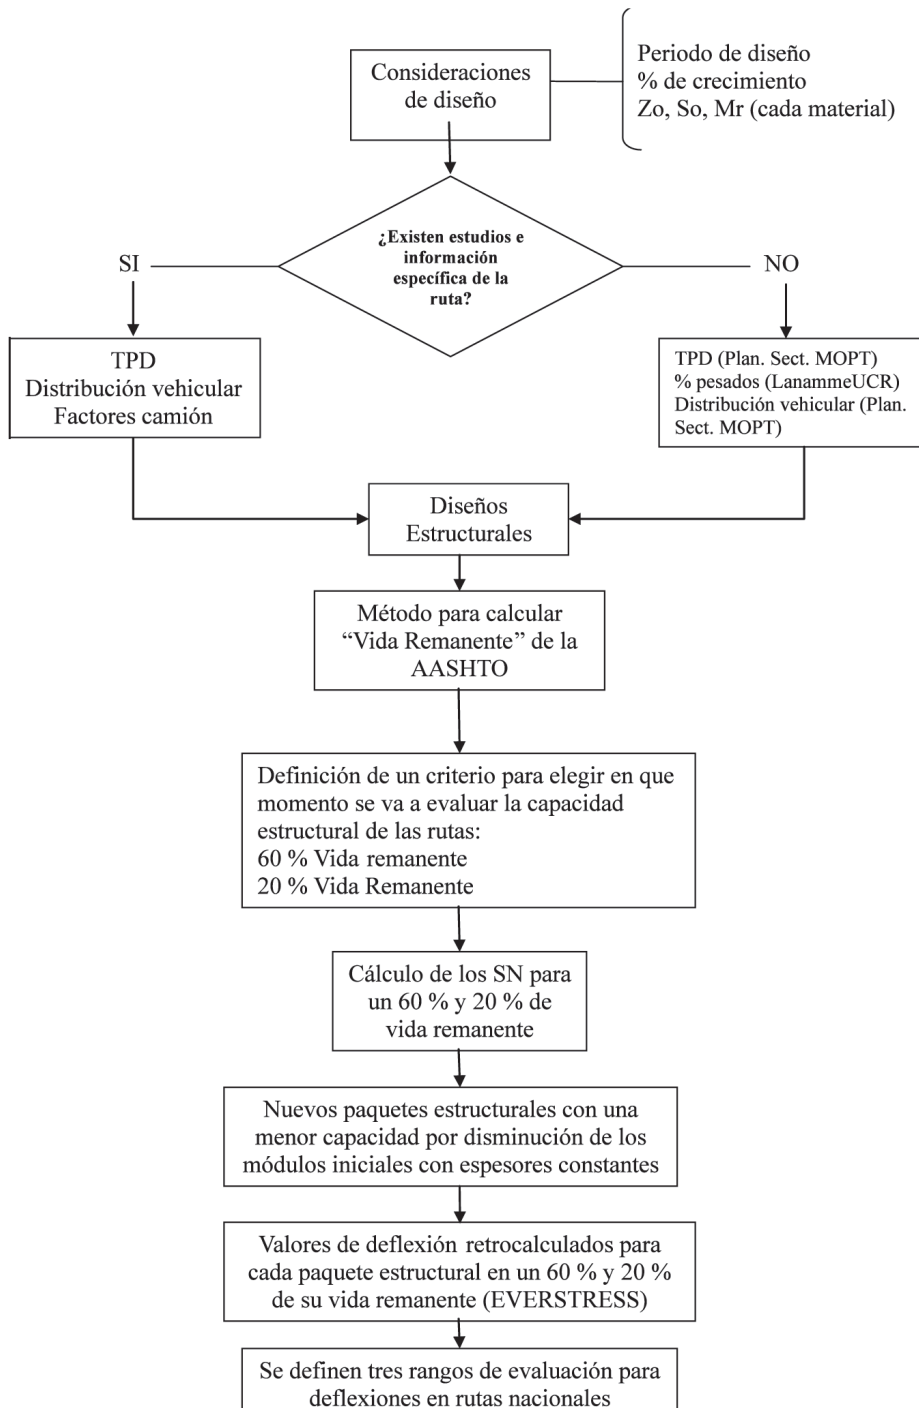 Consideraciones
de diseño
Periodo de diseño
% de crecimiento
Zo, So, Mr (cada material)
¿Existen estudios e
información
específica de la
ruta?
SI
NO
TPD
Distribución vehicular
Factores camión
TPD (Plan. Sect. MOPT)
% pesados (LanammeUCR)
Distribución vehicular (Plan.
Sect. MOPT)
Diseños
Estructurales
Método para calcular
“Vida Remanente” de la
AASHTO
Definición de un criterio para elegir en que
momento se va a evaluar la capacidad
estructural de las rutas:
60 % Vida remanente
20 % Vida Remanente
Cálculo de los SN para
un 60 % y 20 % de
vida remanente
Nuevos paquetes estructurales con una
menor capacidad por disminución de los
módulos iniciales con espesores constantes
Valores de deflexión retrocalculados para
cada paquete estructural en un 60 % y 20 %
de su vida remanente (EVERSTRESS)
Se definen tres rangos de evaluación para
deflexiones en rutas nacionales